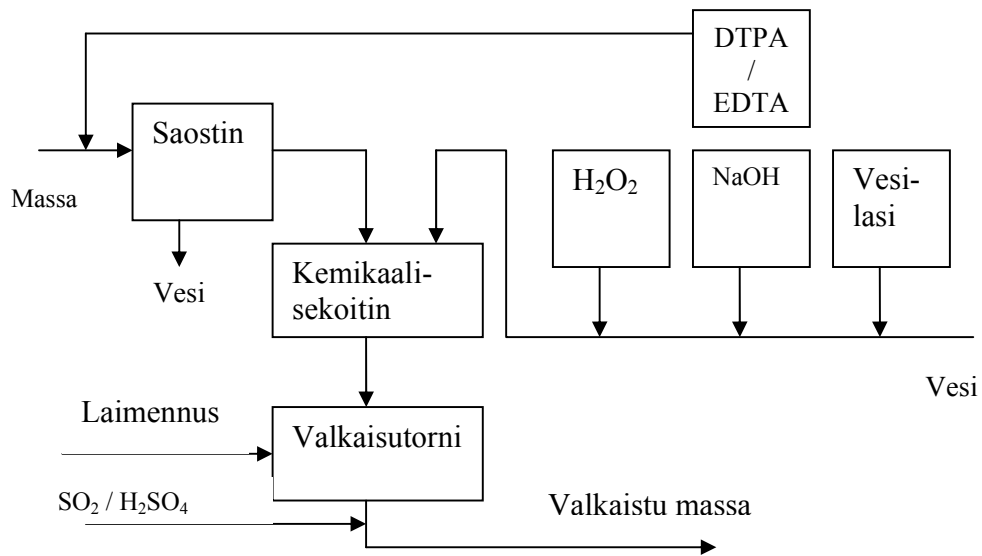 DTPA
/
EDTA
Saostin
Massa
Vesi
H₂O₂
NaOH
Vesi-
lasi
Kemikaali-
sekoitin
Vesi
Laimennus
Valkaisutorni
SO₂ / H₂SO₄
Valkaistu massa